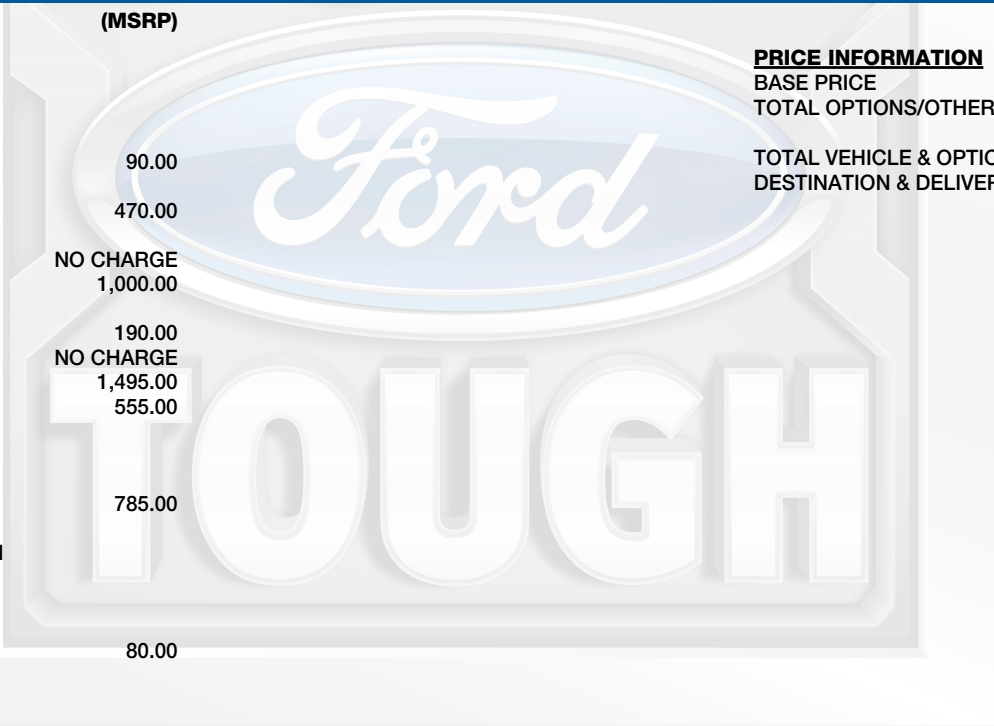 (MSRP)
90.00
470.00
NO CHARGE
1,000.00
190.00
NO CHARGE
1,495.00
555.00
785.00
80.00
PRICE INFORMATION
BASE PRICE
TOTAL OPTIONS/OTHER
TOTAL VEHICLE & OPTIO
DESTINATION & DELIVER
Ford
TOUGH